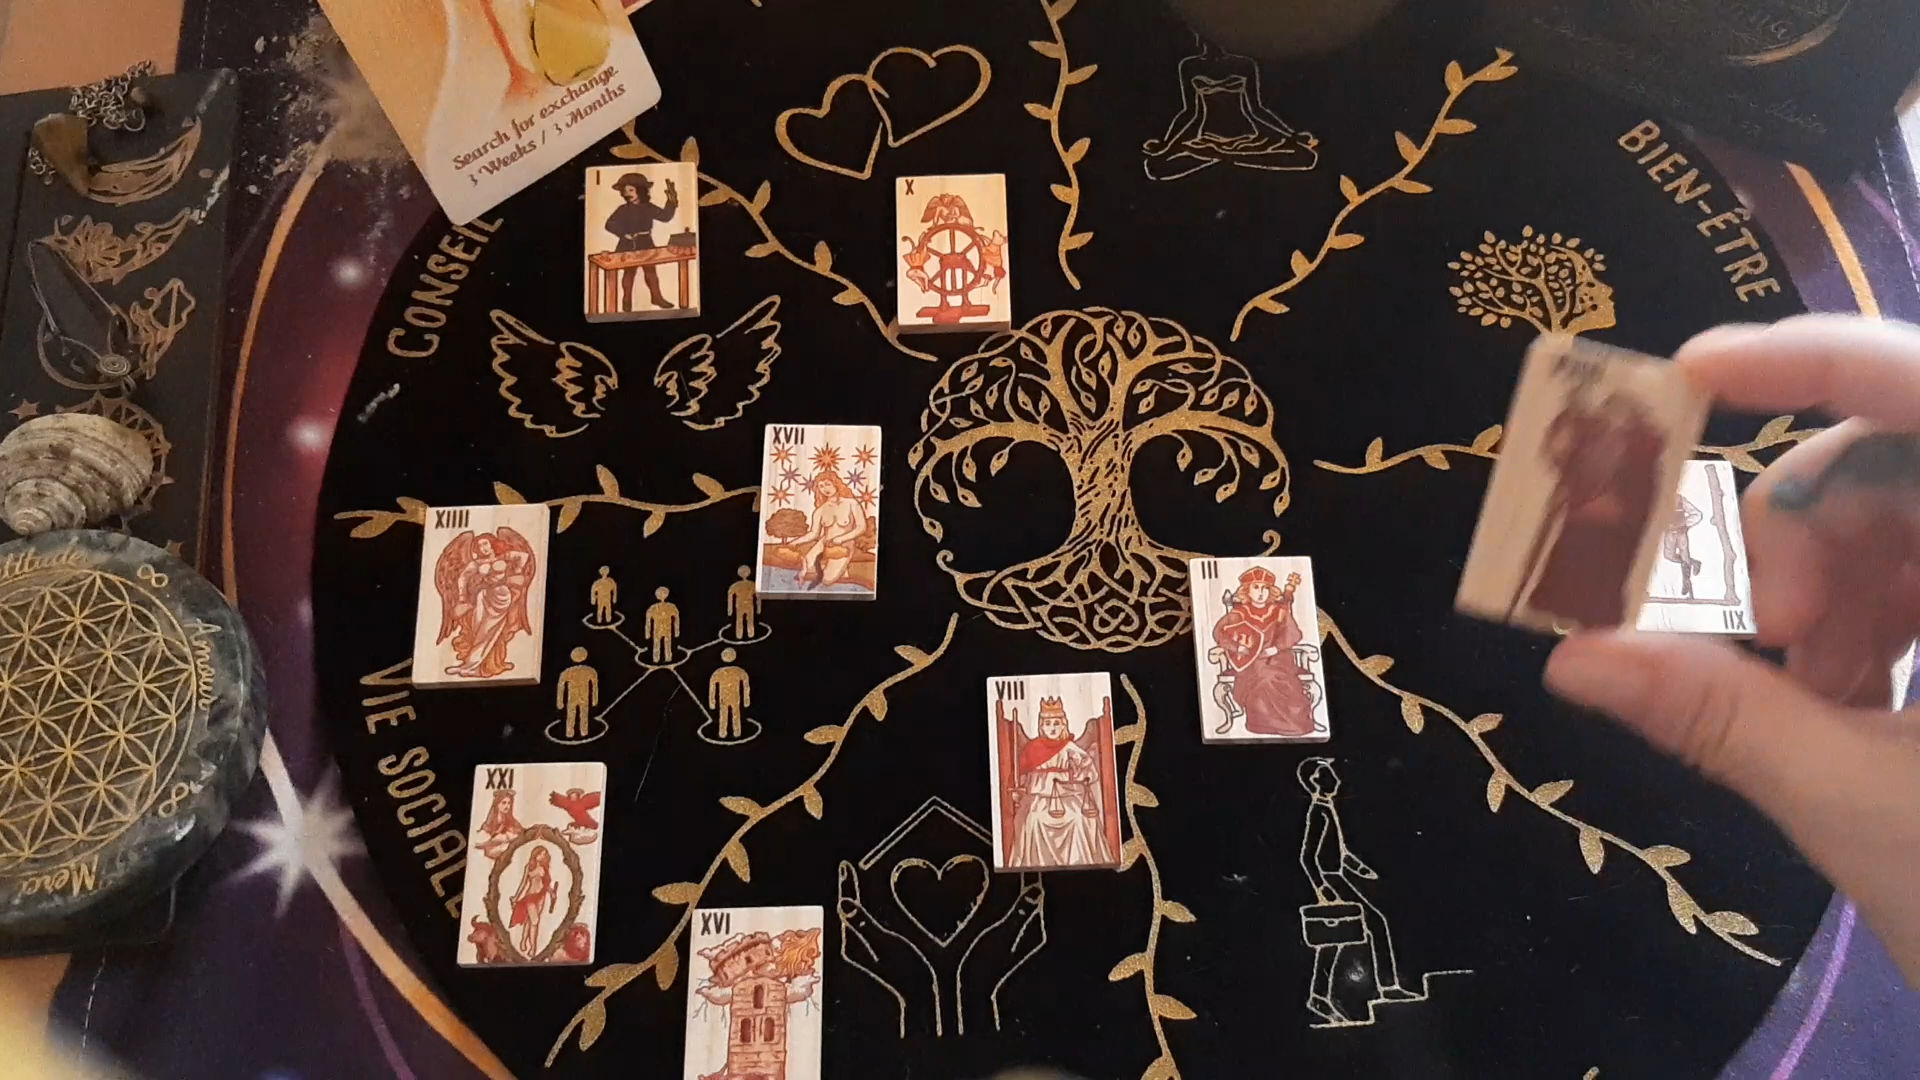 Search for exchange
3 Weeks / 3 Months
CONSEIL
BIEN-ÊTRE
VIE SOCIALE
I
X
XVII
XIIII
III
VIII
XII
XXI
XVI
Amour
Merci